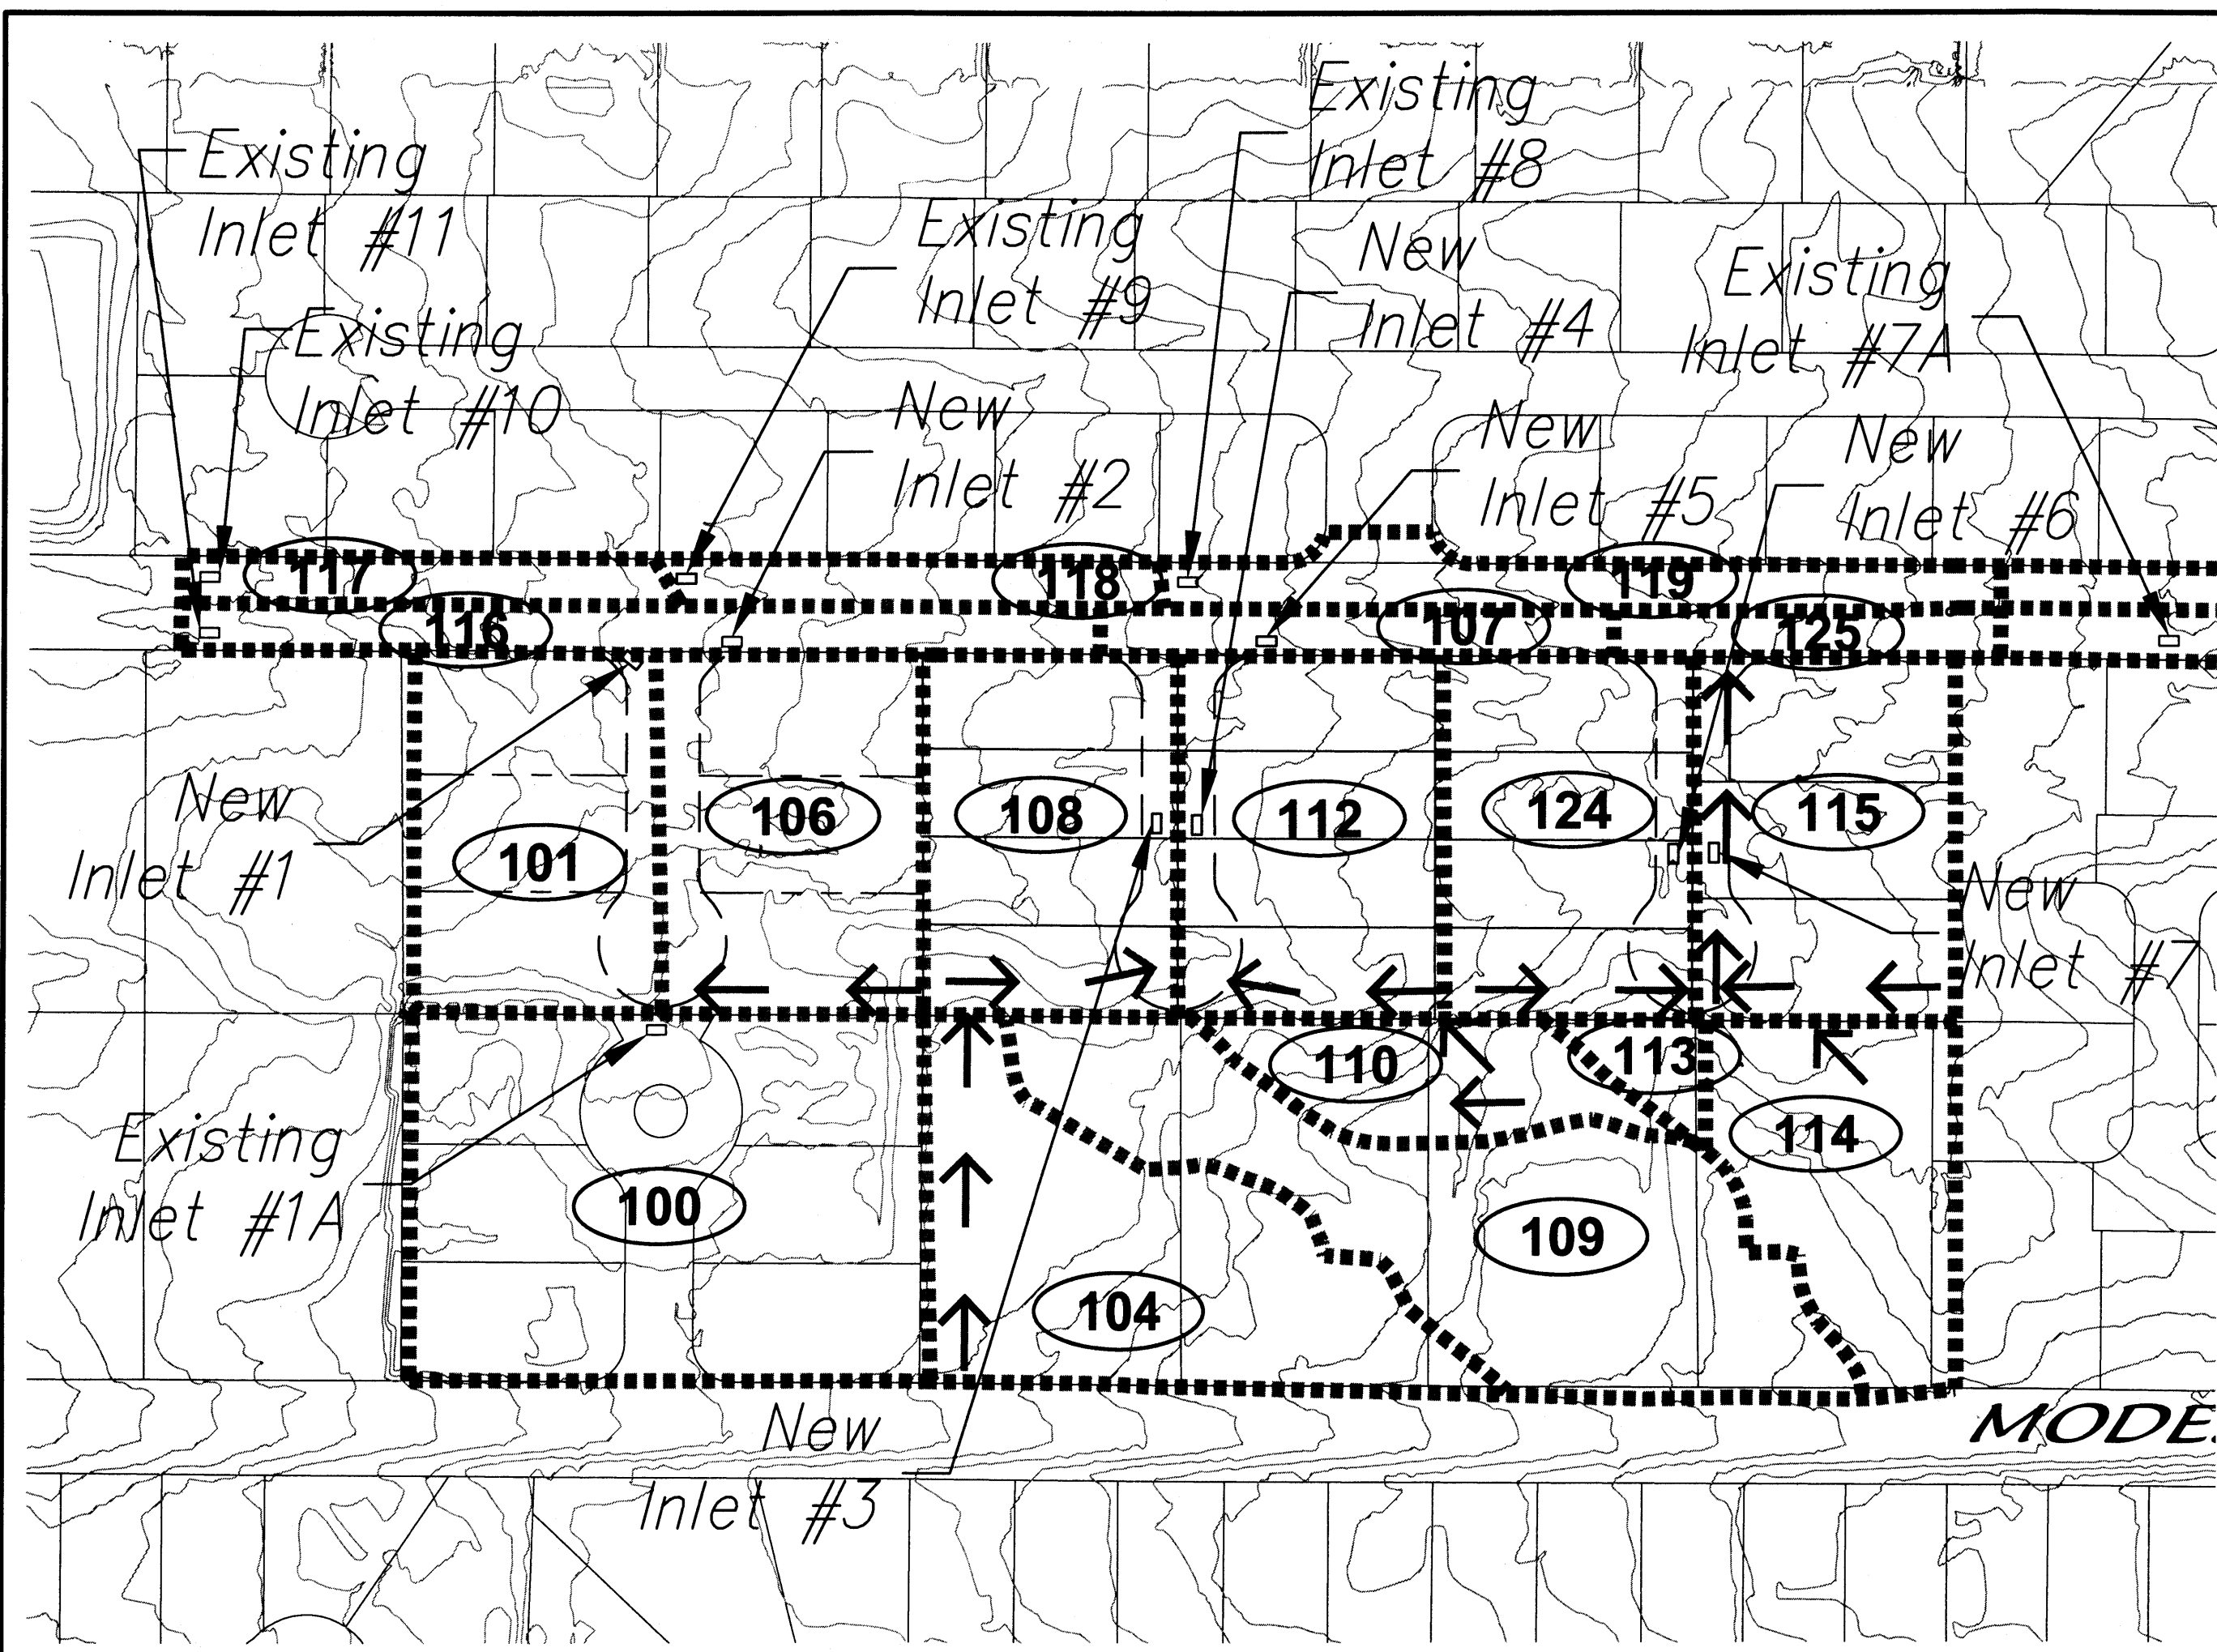 Existing
Inlet #8
Existing
Inlet #11
Existing
Inlet #9
New
Inlet #4
Existing
Inlet #7A
Existing
Inlet #10
New
Inlet #2
New
Inlet #5
New
Inlet #6
117
118
119
116
107
125
New
Inlet #1
101
106
108
112
124
115
New
Inlet #7
110
113
114
Existing
Inlet #1A
100
109
104
New
Inlet #3